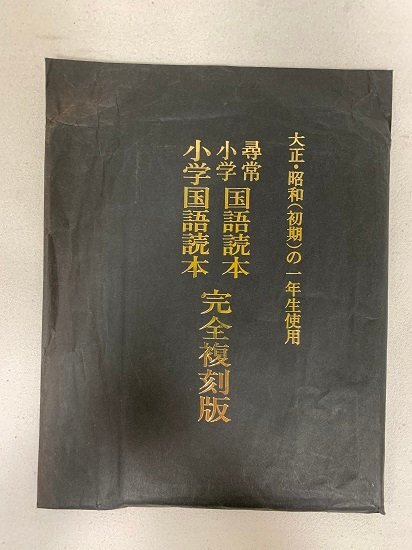 大正・昭和(初期)の一年生使用
尋常小学国語読本
小学国語読本
完全複刻版